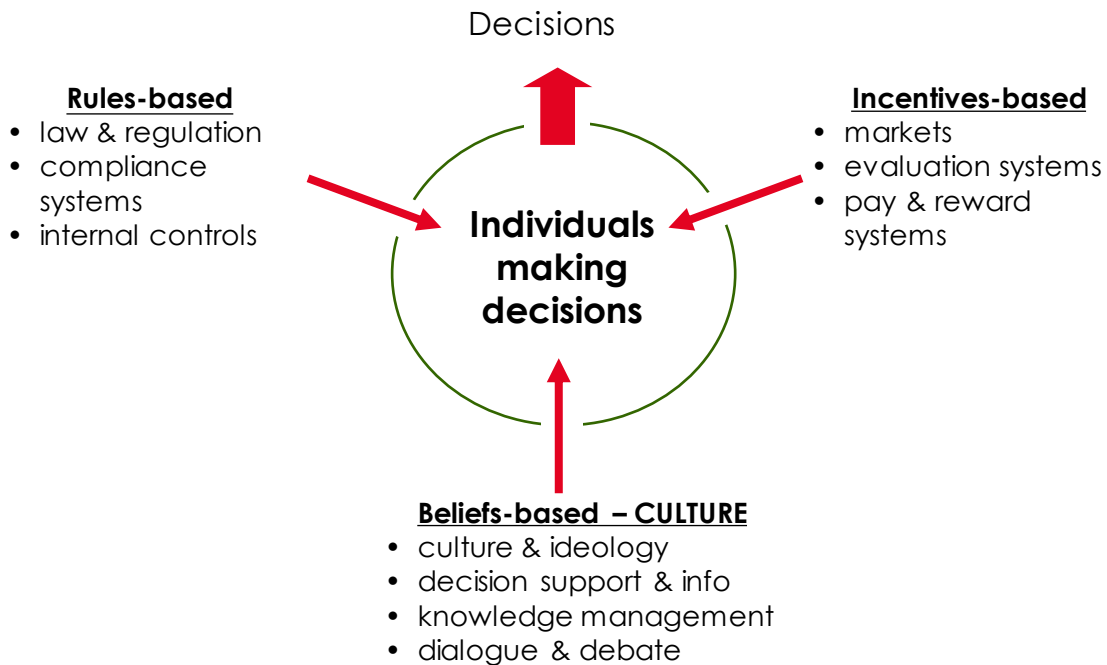 Decisions
Rules-based
• law & regulation
• compliance
systems
• internal controls
Incentives-based
• markets
• evaluation systems
• pay & reward
systems
Individuals
making
decisions
Beliefs-based – CULTURE
• culture & ideology
• decision support & info
• knowledge management
• dialogue & debate